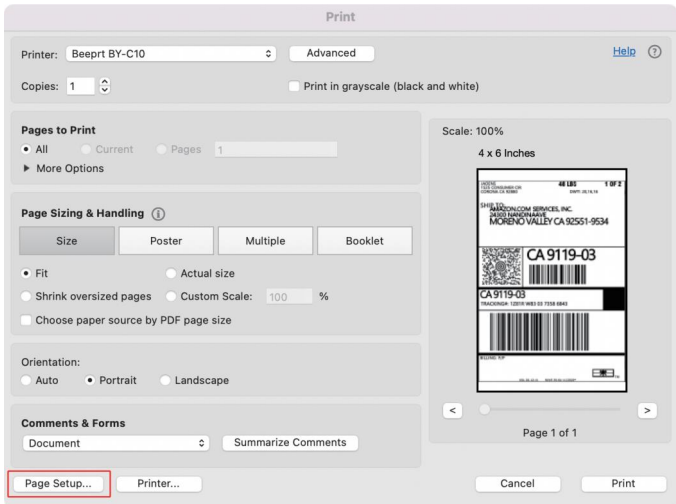 Print
Printer: Beeprt BY-C10 Advanced Help ?
Copies: 1 Print in grayscale (black and white)
Pages to Print
All Current Pages 1
More Options
Page Sizing & Handling i
Size Poster Multiple Booklet
Fit Actual size
Shrink oversized pages Custom Scale: 100 %
Choose paper source by PDF page size
Orientation:
Auto Portrait Landscape
Comments & Forms
Document Summarize Comments
Page Setup... Printer...
Scale: 100%
4 x 6 Inches
48 LBS 1 OF 2
SHIP TO:
AMAZON.COM SERVICES, INC.
24300 NANDINAAVE
MORENO VALLEY CA 92551-9534
CA 9119-03
CA 9119-03
< >
Page 1 of 1
Cancel Print